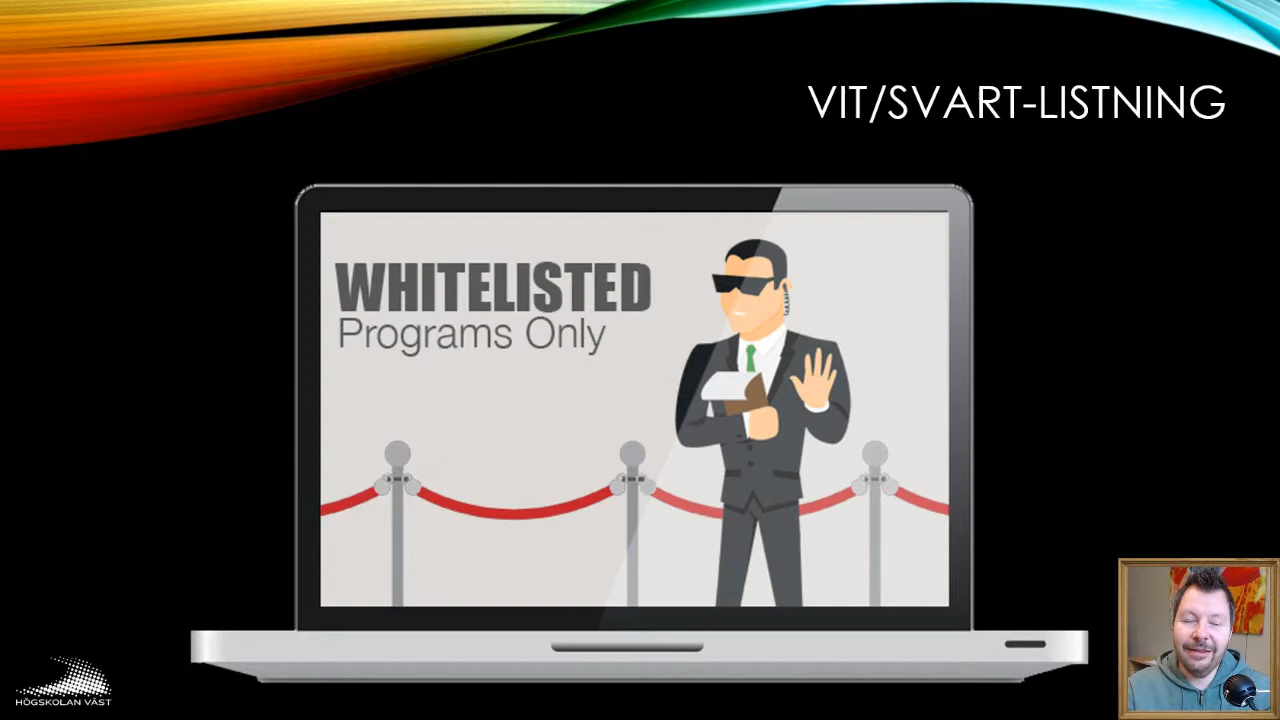 VIT/SVART-LISTNING
WHITELISTED
Programs Only
HÖGSKOLAN VÄST